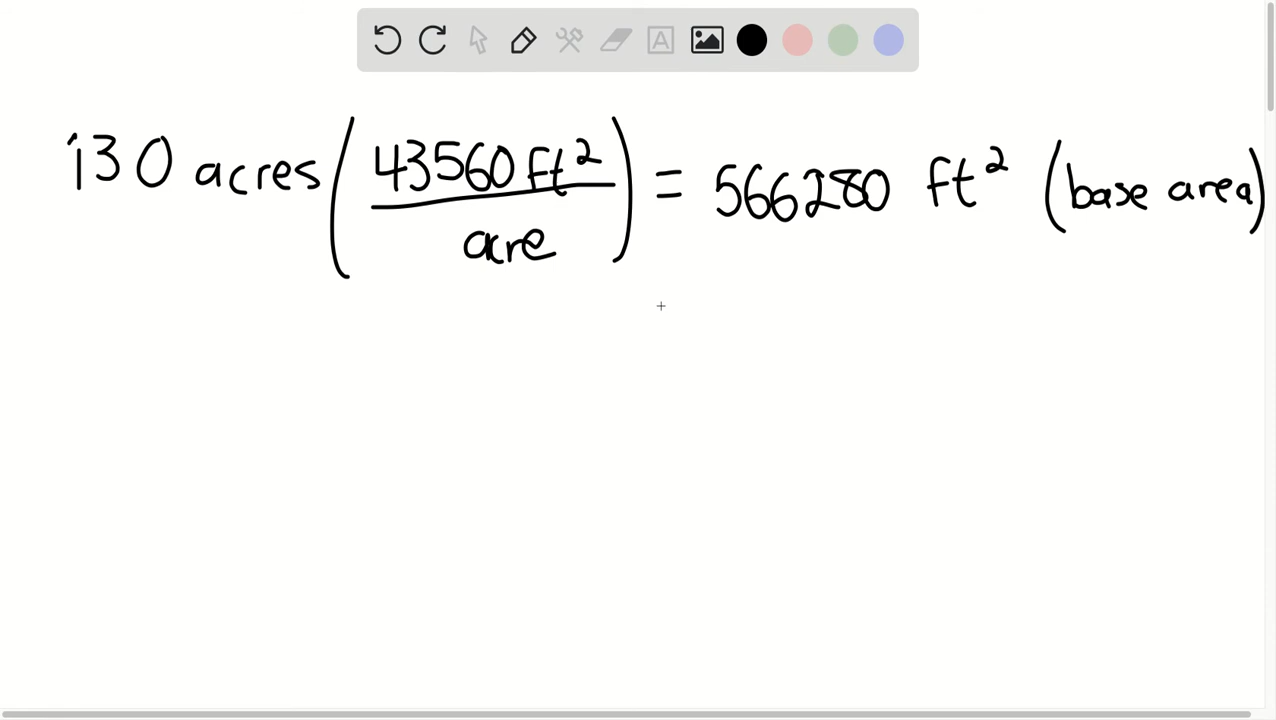 130 acres (43560 ft² / acre) = 566280 ft² (base area)